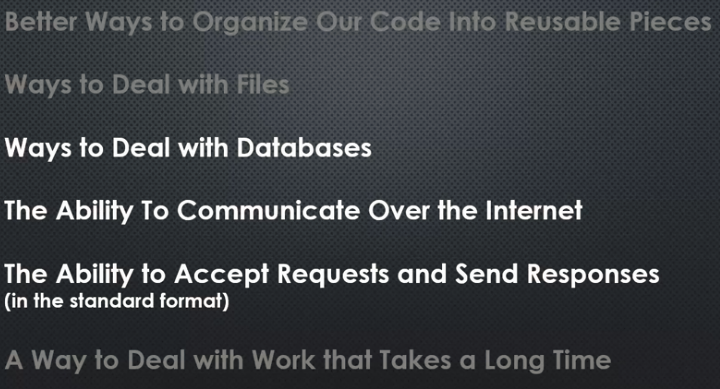 Better Ways to Organize Our Code Into Reusable Pieces
Ways to Deal with Files
Ways to Deal with Databases
The Ability To Communicate Over the Internet
The Ability to Accept Requests and Send Responses
(in the standard format)
A Way to Deal with Work that Takes a Long Time